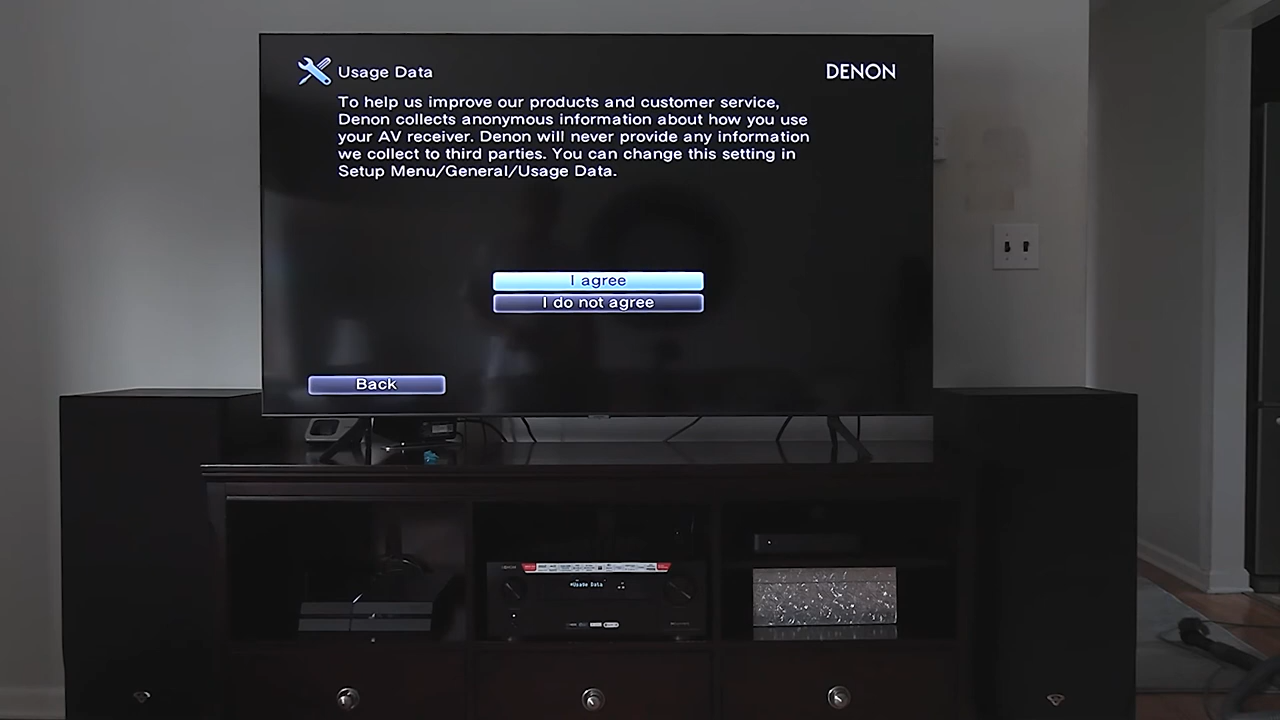 Usage Data
DENON
To help us improve our products and customer service,
Denon collects anonymous information about how you use
your AV receiver. Denon will never provide any information
we collect to third parties. You can change this setting in
Setup Menu/General/Usage Data.
I agree
I do not agree
Back
DENON
*Usage Data